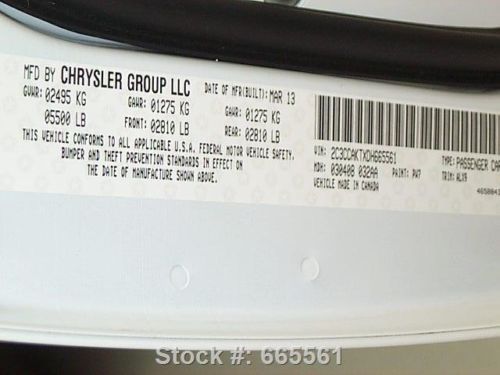 MFD BY CHRYSLER GROUP LLC DATE OF MFR(BUILT): MAR 13
GVWR: 02495 KG GAWR: 01275 KG GAWR: 01275 KG
05500 LB FRONT: 02810 LB REAR: 02810 LB
THIS VEHICLE CONFORMS TO ALL APPLICABLE U.S.A. FEDERAL MOTOR VEHICLE SAFETY,
BUMPER AND THEFT PREVENTION STANDARDS IN EFFECT ON
THE DATE OF MANUFACTURE SHOWN ABOVE.
VIN: 2C3CCAKTXDH665561 TYPE: PASSENGER CAR
MDH: 030408 032AA PAINT: PW7 TRIM: ALX9
VEHICLE MADE IN CANADA
Stock #: 665561